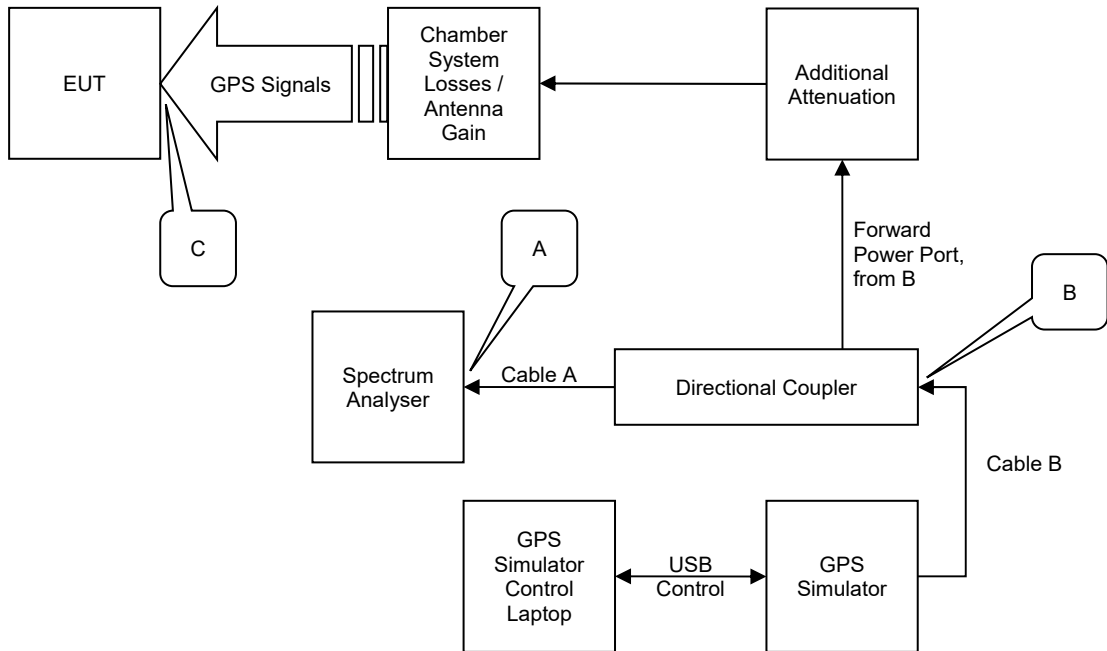 EUT
GPS Signals
Chamber
System
Losses /
Antenna
Gain
Additional
Attenuation
C
A
Forward
Power Port,
from B
B
Spectrum
Analyser
Cable A
Directional Coupler
Cable B
GPS
Simulator
Control
Laptop
USB
Control
GPS
Simulator